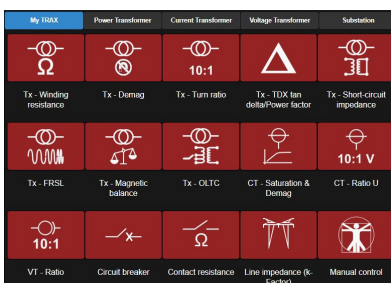 My TRAX
Power Transformer
Current Transformer
Voltage Transformer
Substation
Ω
10:1
Tx - Winding
resistance
Tx - Demag
Tx - Turn ratio
Tx - TDX tan
delta/Power factor
Tx - Short-circuit
impedance
10:1 V
Tx - FRSL
Tx - Magnetic
balance
Tx - OLTC
CT - Saturation &
Demag
CT - Ratio U
10:1
Ω
VT - Ratio
Circuit breaker
Contact resistance
Line impedance (k-
Factor)
Manual control